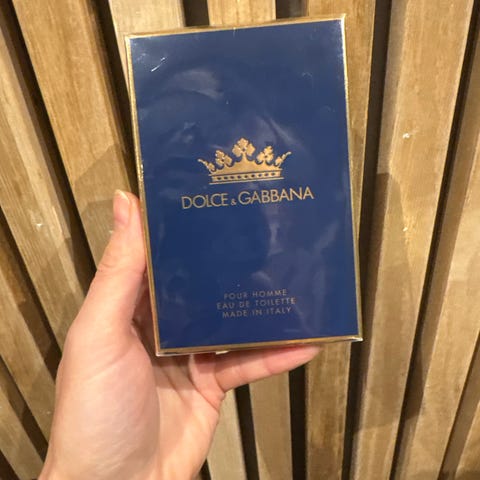 DOLCE & GABBANA
POUR HOMME
EAU DE TOILETTE
MADE IN ITALY